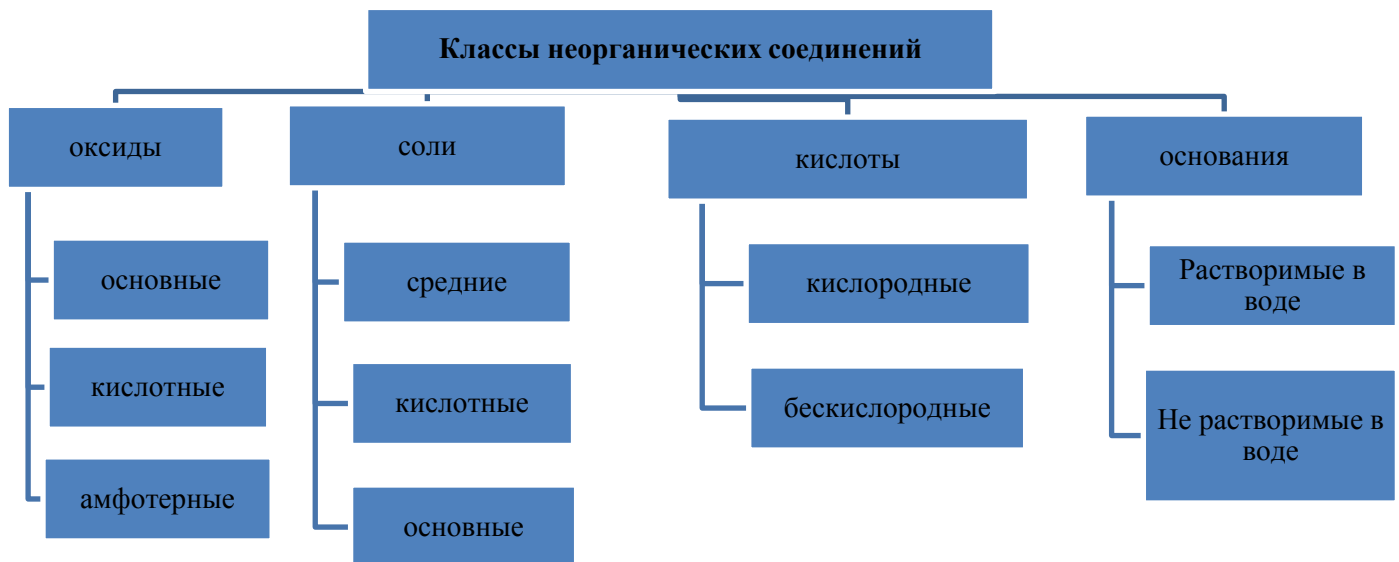 Классы неорганических соединений
оксиды
соли
кислоты
основания
основные
кислотные
амфотерные
средние
кислотные
основные
кислородные
бескислородные
Растворимые в
воде
Не растворимые в
воде